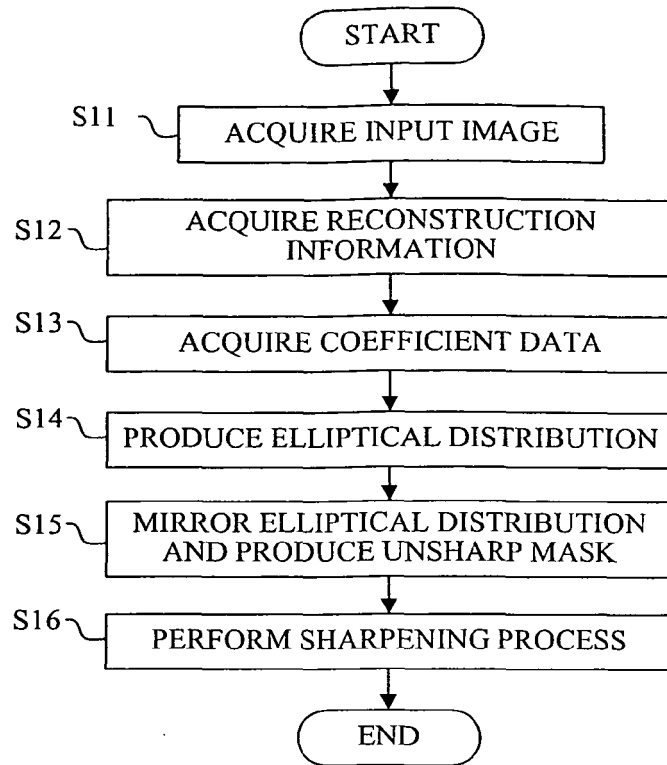 START
S11
ACQUIRE INPUT IMAGE
S12
ACQUIRE RECONSTRUCTION
INFORMATION
S13
ACQUIRE COEFFICIENT DATA
S14
PRODUCE ELLIPTICAL DISTRIBUTION
S15
MIRROR ELLIPTICAL DISTRIBUTION
AND PRODUCE UNSHARP MASK
S16
PERFORM SHARPENING PROCESS
END